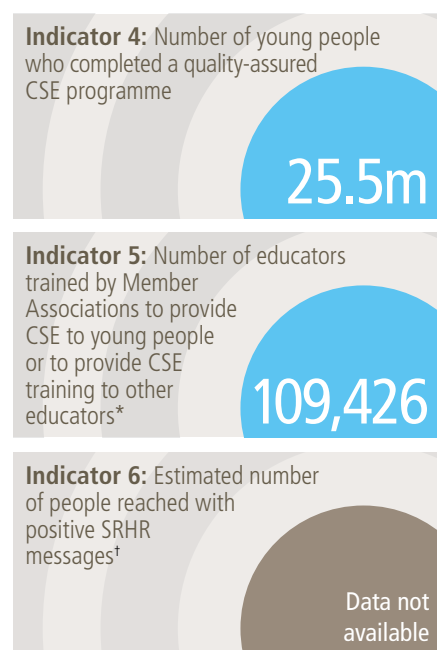 Indicator 4: Number of young people
who completed a quality-assured
CSE programme
25.5m
Indicator 5: Number of educators
trained by Member
Associations to provide
CSE to young people
or to provide CSE
training to other
educators*
109,426
Indicator 6: Estimated number
of people reached with
positive SRHR
messages†
Data not
available